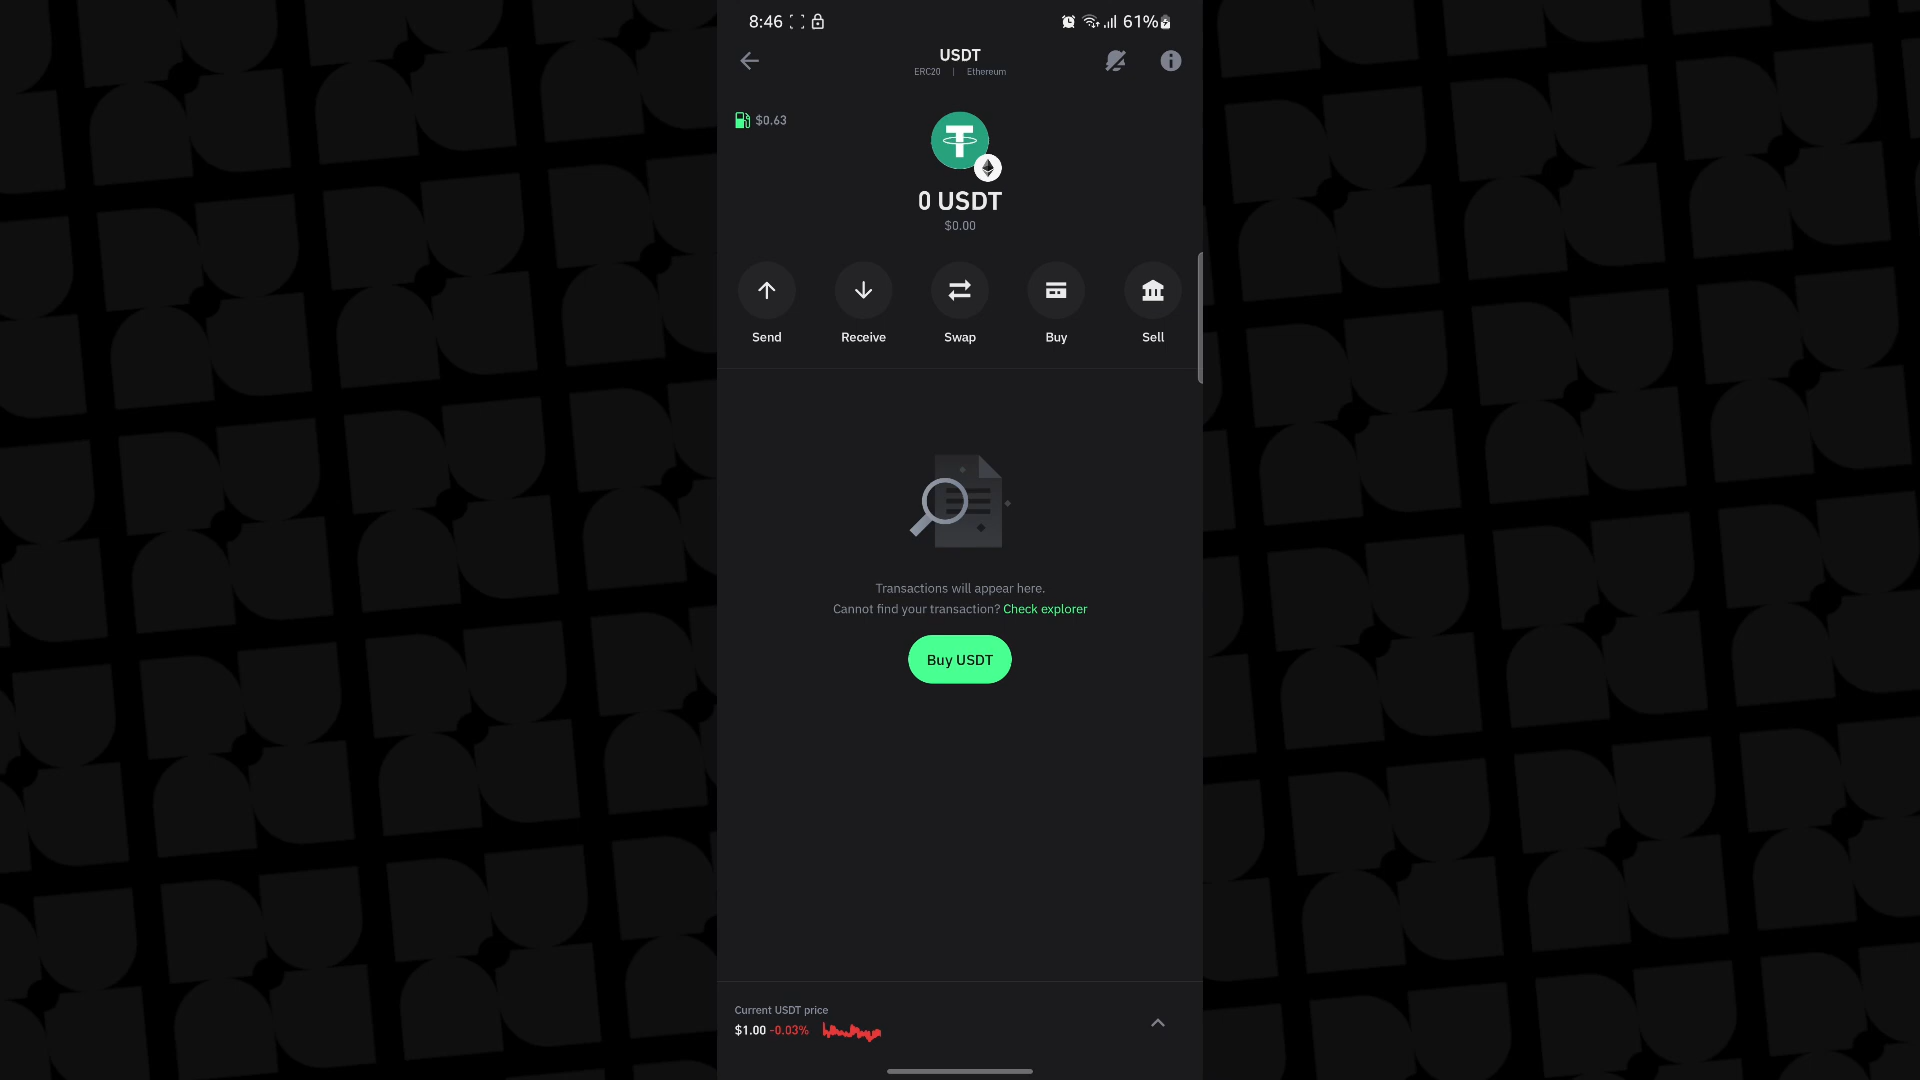 8:46
61%
USDT
ERC20 | Ethereum
$0.63
0 USDT
$0.00
Send
Receive
Swap
Buy
Sell
Transactions will appear here.
Cannot find your transaction? Check explorer
Buy USDT
Current USDT price
$1.00 -0.03%